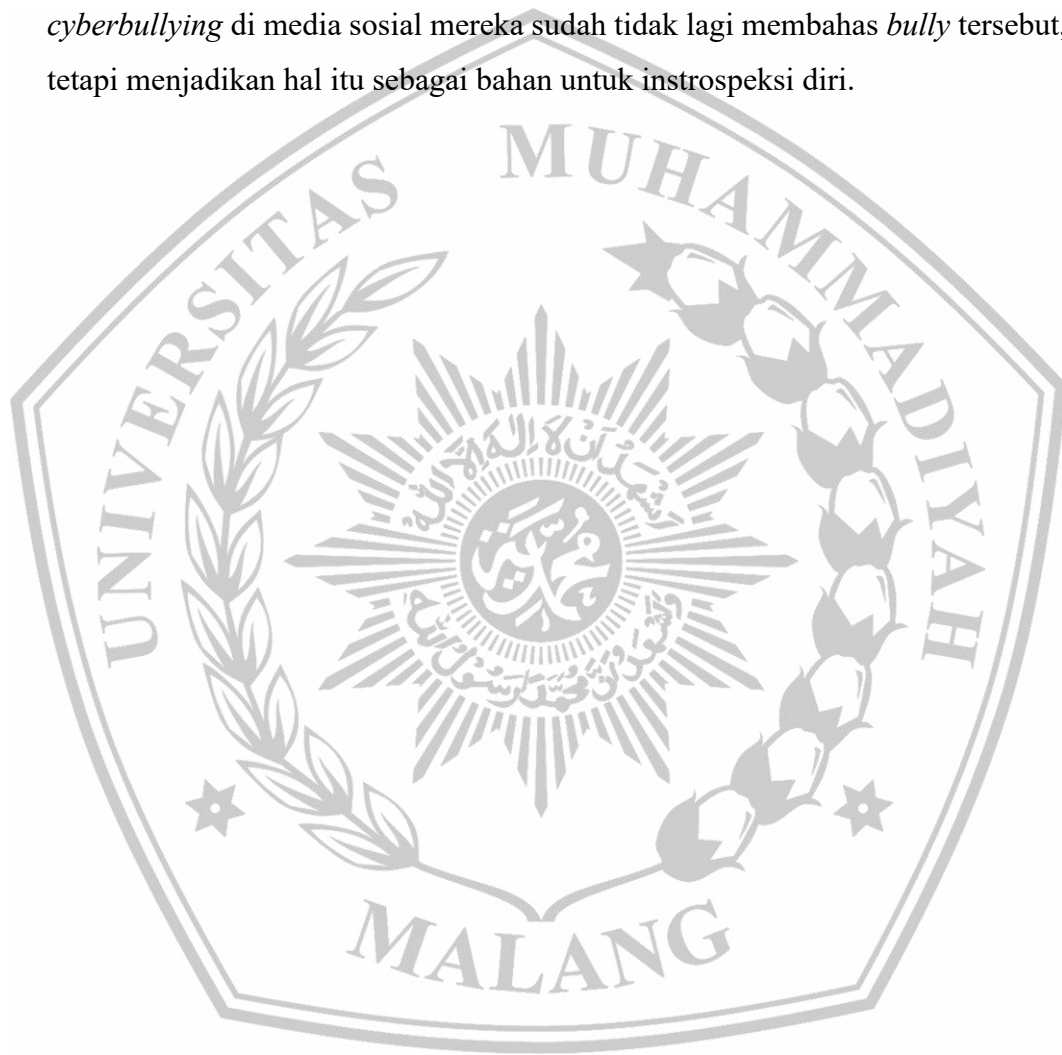 cyberbullying di media sosial mereka sudah tidak lagi membahas bully tersebut,
tetapi menjadikan hal itu sebagai bahan untuk instrospeksi diri.
UNIVERSITAS MUHAMMADIYAH
MALANG